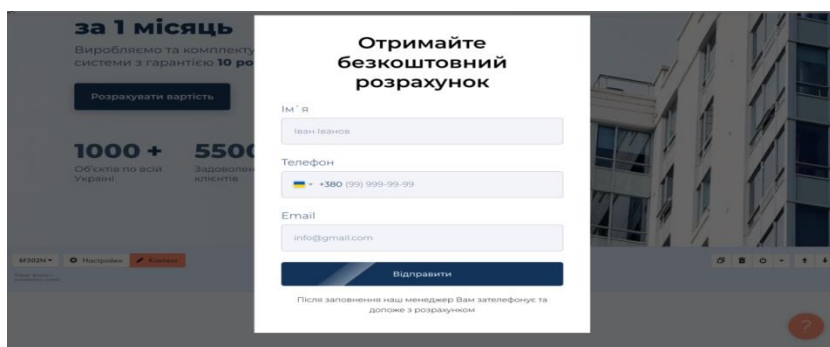 за 1 місяць
Виробляємо та комплекту
системи з гарантією 10 ро
Розрахувати вартість
1000 +
5500
Об'єктів по всій
Україні
Задоволен
клієнтів
Отримайте
безкоштовний
розрахунок
Ім`я
Іван Іванов
Телефон
+380 (99) 999-99-99
Email
info@gmail.com
Відправити
Після заповнення наш менеджер Вам зателефонує та
допоже з розрахунком
BF302N
Настройки
Контент
?